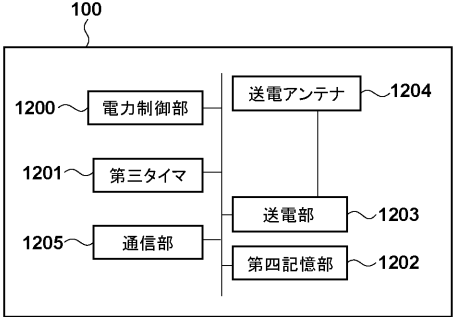 100
1200 電力制御部
送電アンテナ 1204
1201 第三タイマ
送電部 1203
1205 通信部
第四記憶部 1202